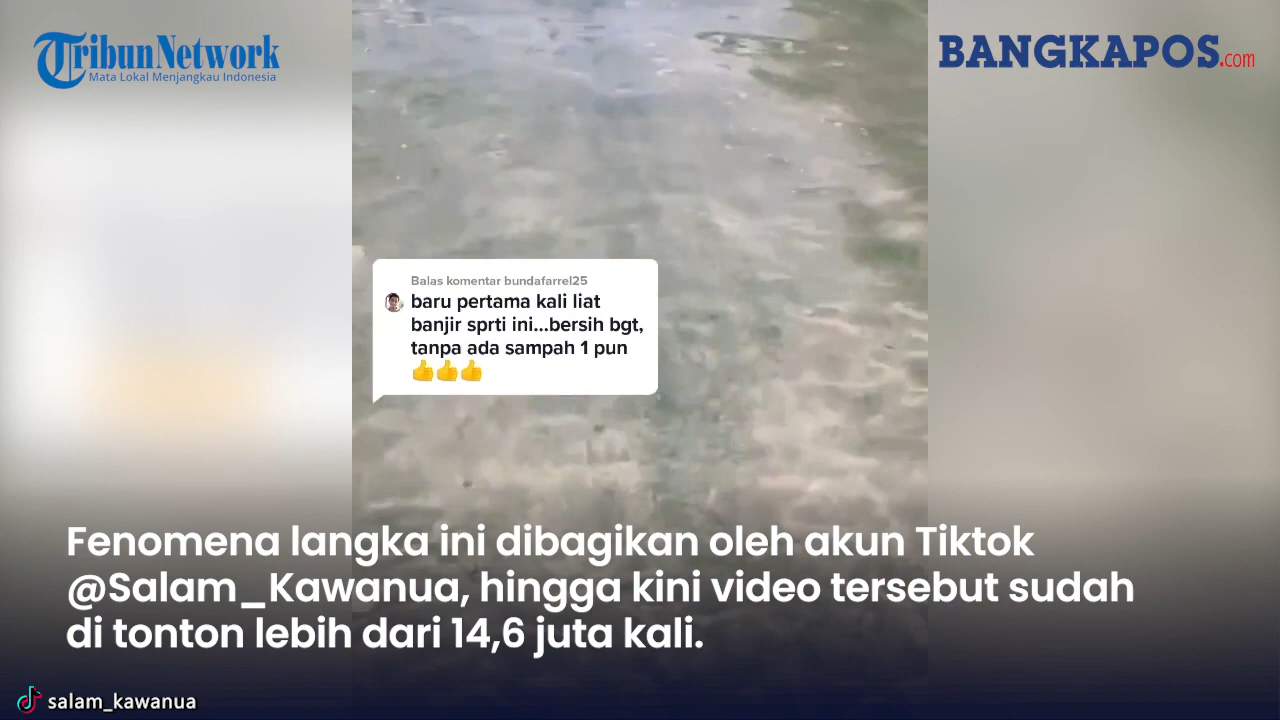 TribunNetwork
Mata Lokal Menjangkau Indonesia
BANGKAPOS.com
Balas komentar bundafarrel25
baru pertama kali liat
banjir sprti ini...bersih bgt,
tanpa ada sampah 1 pun
👍👍👍
Fenomena langka ini dibagikan oleh akun Tiktok
@Salam_Kawanua, hingga kini video tersebut sudah
di tonton lebih dari 14,6 juta kali.
salam_kawanua